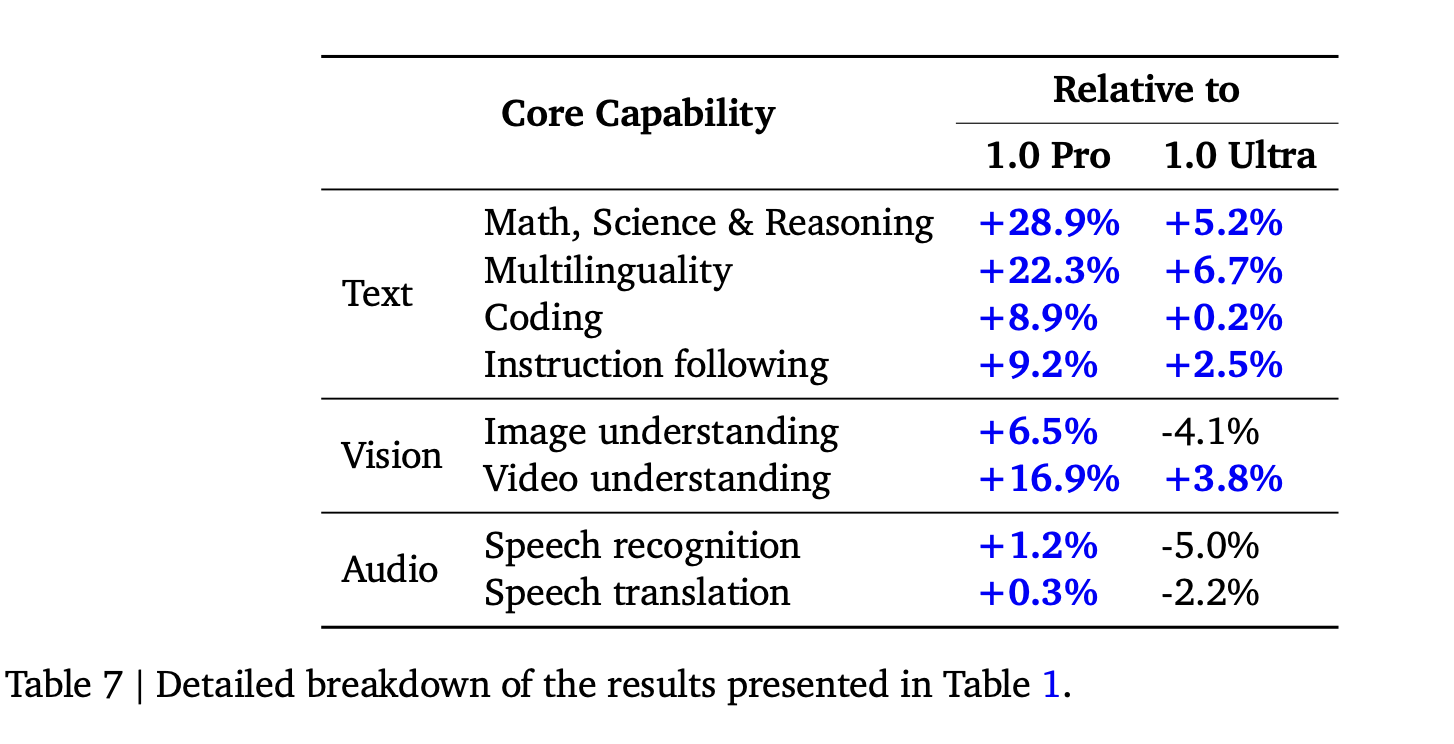 Core Capability Relative to
1.0 Pro 1.0 Ultra
Text
Math, Science & Reasoning +28.9% +5.2%
Multilinguality +22.3% +6.7%
Coding +8.9% +0.2%
Instruction following +9.2% +2.5%
Vision
Image understanding +6.5% -4.1%
Video understanding +16.9% +3.8%
Audio
Speech recognition +1.2% -5.0%
Speech translation +0.3% -2.2%
Table 7 | Detailed breakdown of the results presented in Table 1.